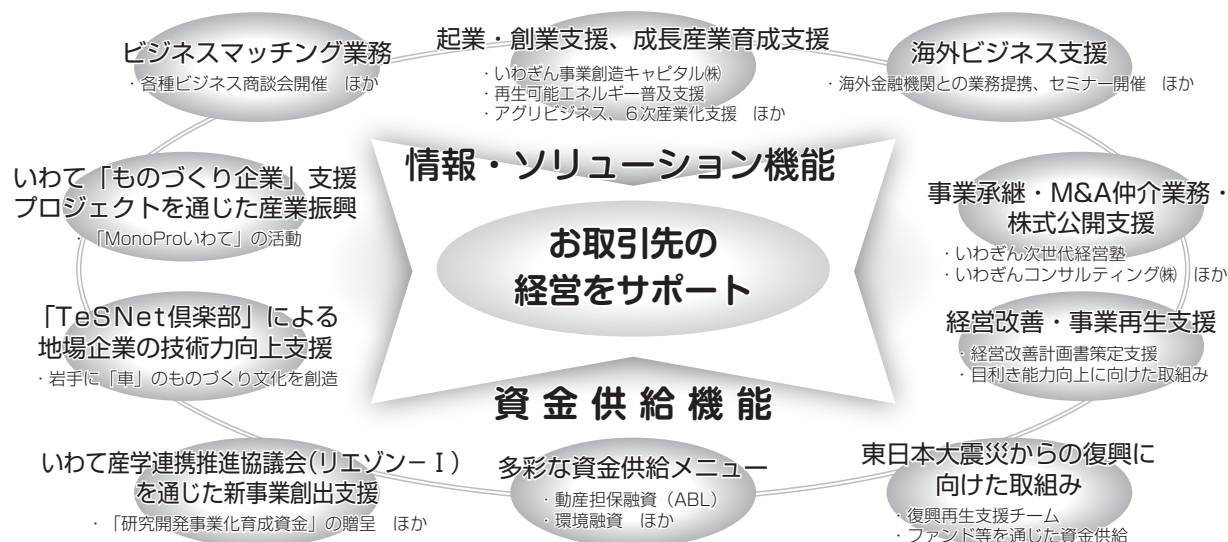 ビジネスマッチング業務
・各種ビジネス商談会開催　ほか
起業・創業支援、成長産業育成支援
・いわぎん事業創造キャピタル㈱
・再生可能エネルギー普及支援
・アグリビジネス、6次産業化支援　ほか
海外ビジネス支援
・海外金融機関との業務提携、セミナー開催　ほか
情報・ソリューション機能
いわて「ものづくり企業」支援
プロジェクトを通じた産業振興
・「MonoProいわて」の活動
お取引先の
経営をサポート
事業承継・M&A仲介業務・
株式公開支援
・いわぎん次世代経営塾
・いわぎんコンサルティング㈱　ほか
「TeSNet倶楽部」による
地場企業の技術力向上支援
・岩手に「車」のものづくり文化を創造
経営改善・事業再生支援
・経営改善計画書策定支援
・目利き能力向上に向けた取組み
資金供給機能
いわて産学連携推進協議会(リエゾン－Ｉ)
を通じた新事業創出支援
・「研究開発事業化育成資金」の贈呈　ほか
多彩な資金供給メニュー
・動産担保融資（ABL）
・環境融資　ほか
東日本大震災からの復興に
向けた取組み
・復興再生支援チーム
・ファンド等を通じた資金供給